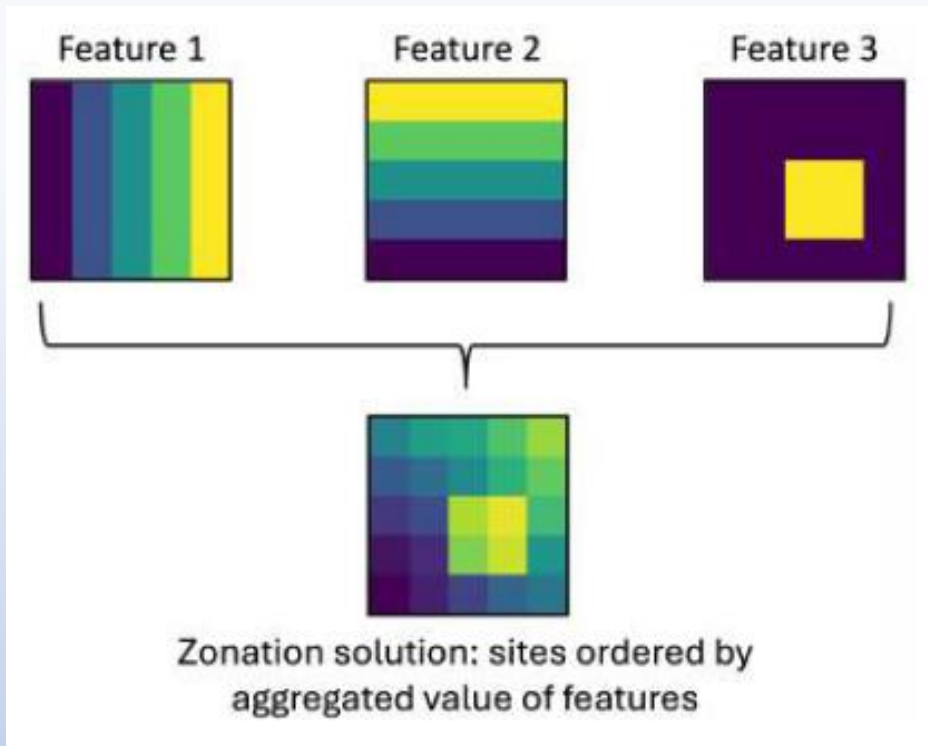 Feature 1
Feature 2
Feature 3
Zonation solution: sites ordered by
aggregated value of features